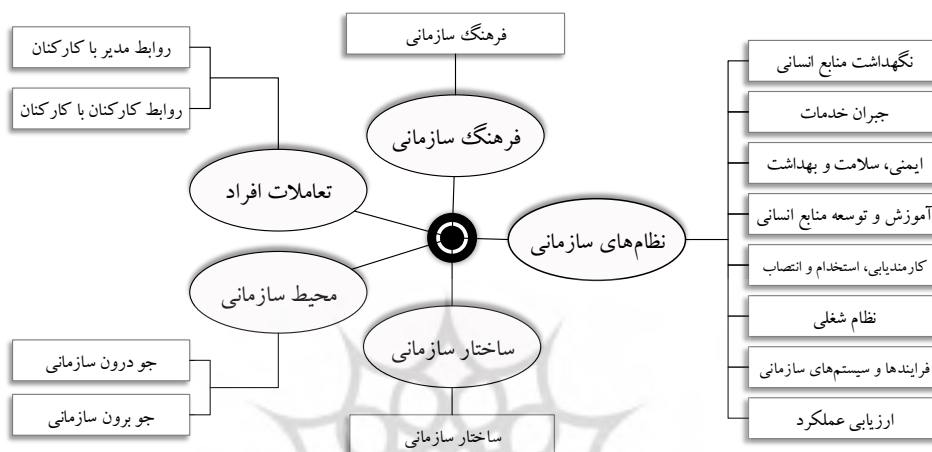 فرهنگ سازمانی
فرهنگ سازمانی
نظام‌های سازمانی
نگهداشت منابع انسانی
جبران خدمات
ایمنی، سلامت و بهداشت
آموزش و توسعه منابع انسانی
کارمندیابی، استخدام و انتصاب
نظام شغلی
فرایندها و سیستم‌های سازمانی
ارزیابی عملکرد
ساختار سازمانی
ساختار سازمانی
تعاملات افراد
روابط مدیر با کارکنان
روابط کارکنان با کارکنان
محیط سازمانی
جو درون سازمانی
جو برون سازمانی